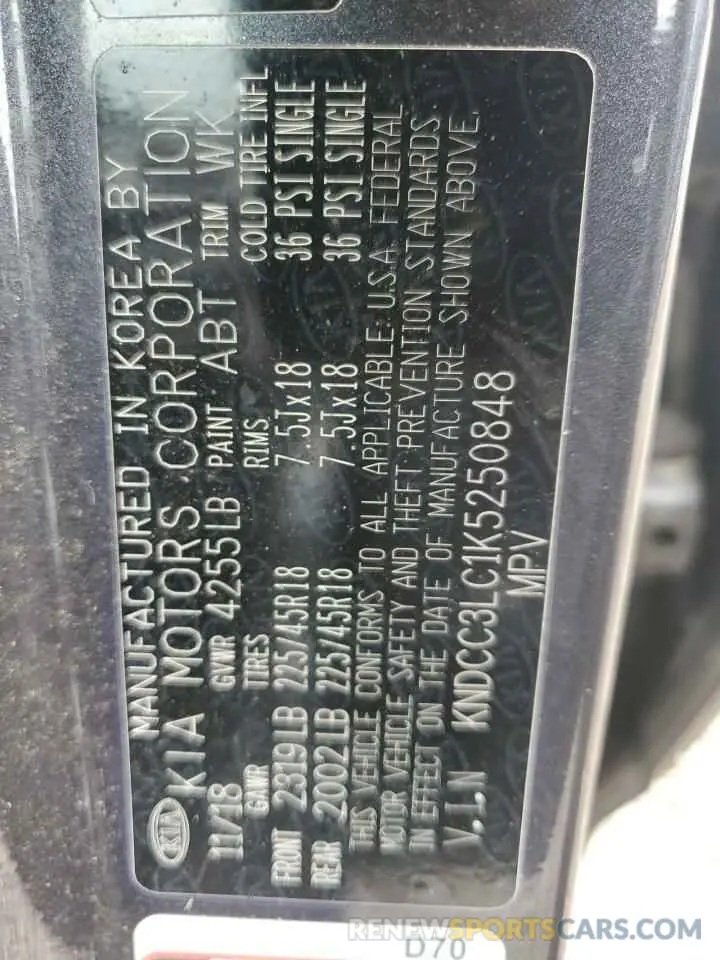 MANUFACTURED IN KOREA BY
KIA KIA MOTORS CORPORATION
11/18 GVWR 4255LB PAINT ABT TRIM WK
GAWR TIRES RIMS COLD TIRE INFL
FRONT 2319LB 225/45R18 7.5Jx18 36 PSI SINGLE
REAR 2002LB 225/45R18 7.5Jx18 36 PSI SINGLE
THIS VEHICLE CONFORMS TO ALL APPLICABLE U.S.A. FEDERAL
MOTOR VEHICLE SAFETY AND THEFT PREVENTION STANDARDS
IN EFFECT ON THE DATE OF MANUFACTURE SHOWN ABOVE.
V.I.N KNDCC3LC1K5250848
MPV
D70
RENEWSPORTSCARS.COM